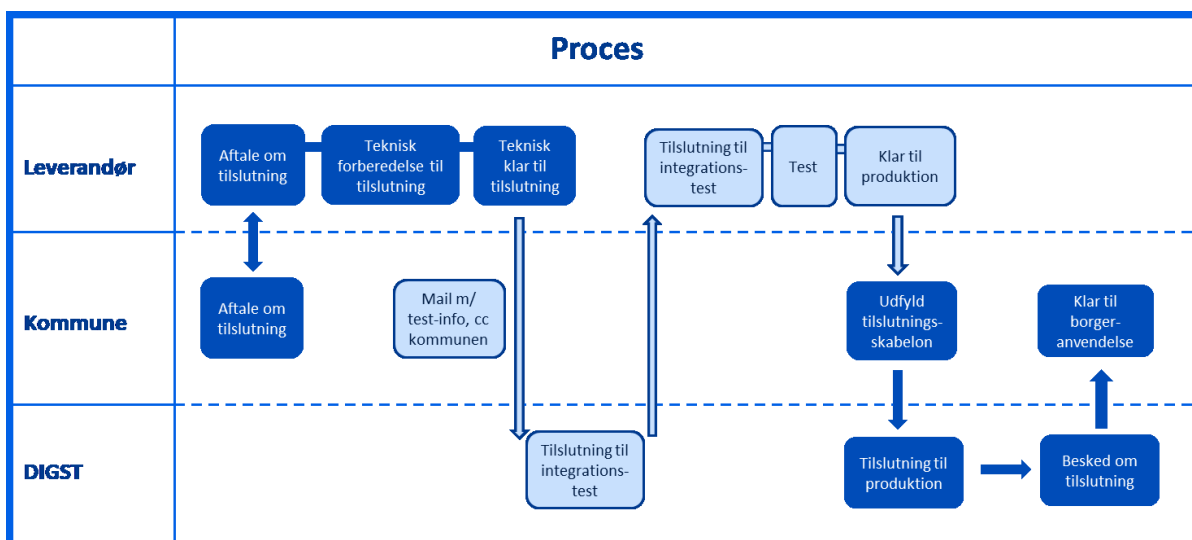 Proces
Leverandør
Aftale om
tilslutning
Teknisk
forberedelse til
tilslutning
Teknisk
klar til
tilslutning
Tilslutning til
integrations-
test
Test
Klar til
produktion
Kommune
Aftale om
tilslutning
Mail m/
test-info, cc
kommunen
Udfyld
tilslutnings-
skabelon
Klar til
borger-
anvendelse
DIGST
Tilslutning til
integrations-
test
Tilslutning til
produktion
Besked om
tilslutning